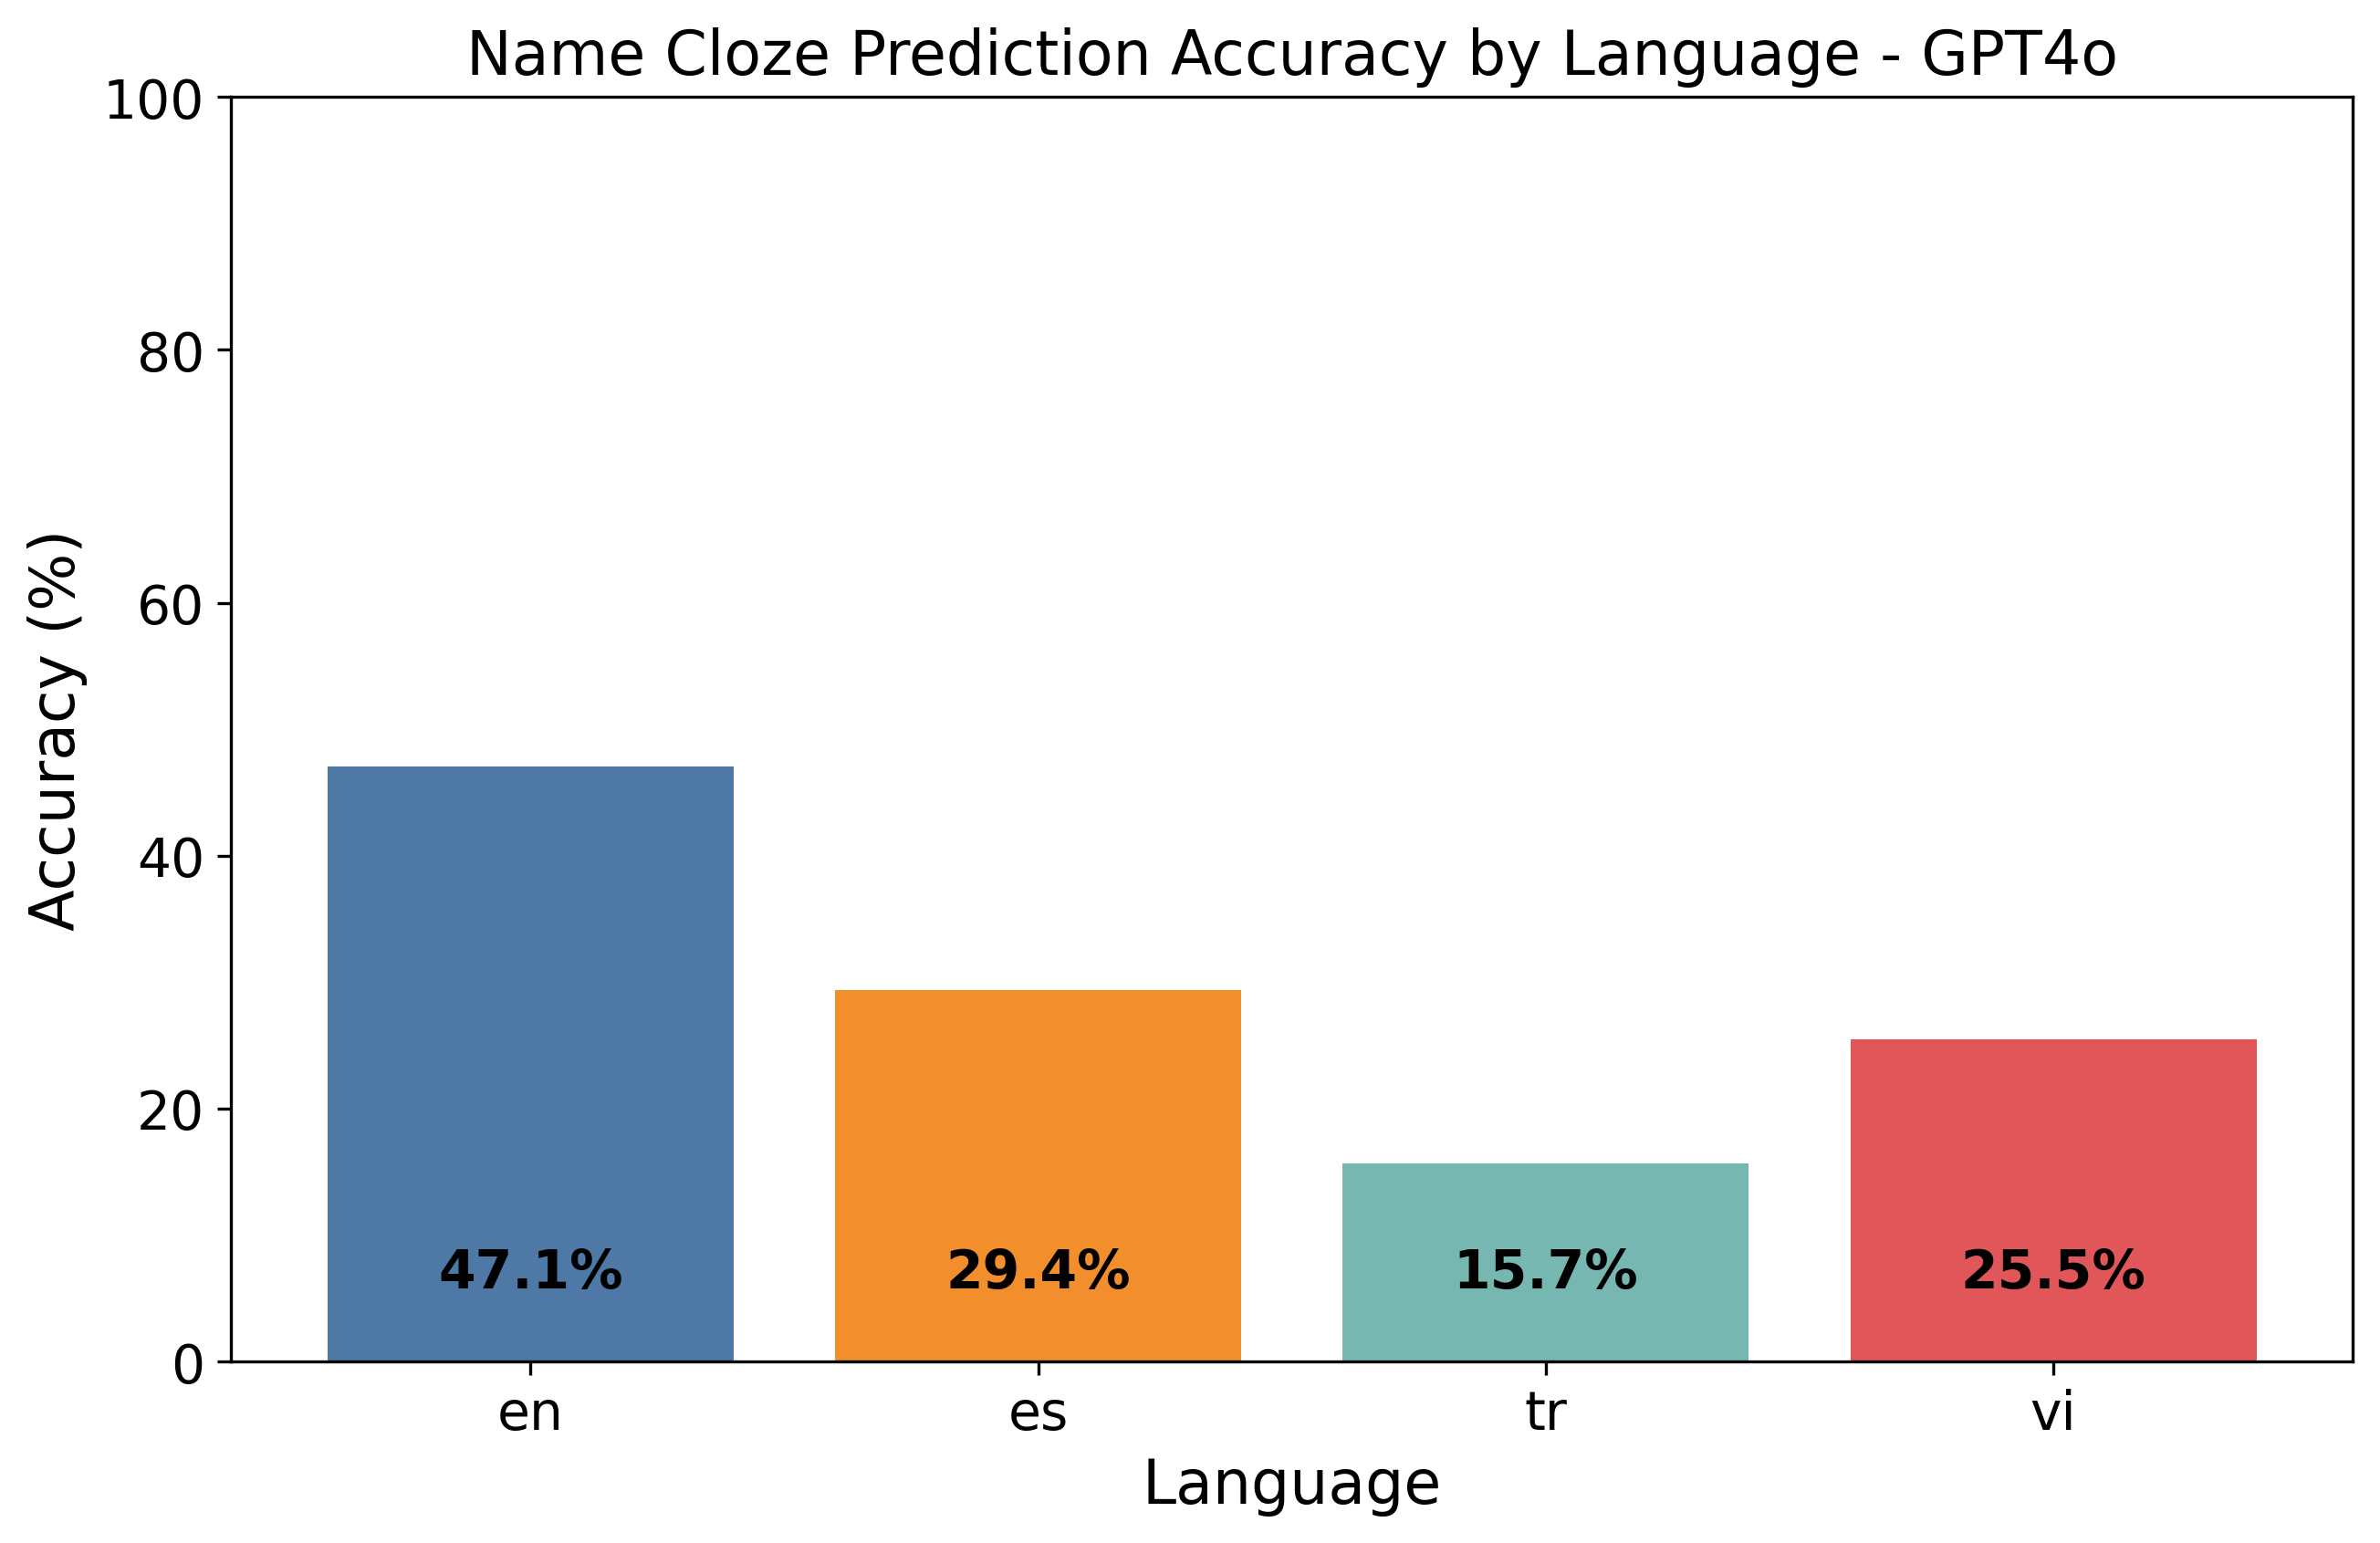 Name Cloze Prediction Accuracy by Language - GPT4o
Accuracy (%)
100
80
60
40
20
0
47.1%
29.4%
15.7%
25.5%
en
es
tr
vi
Language